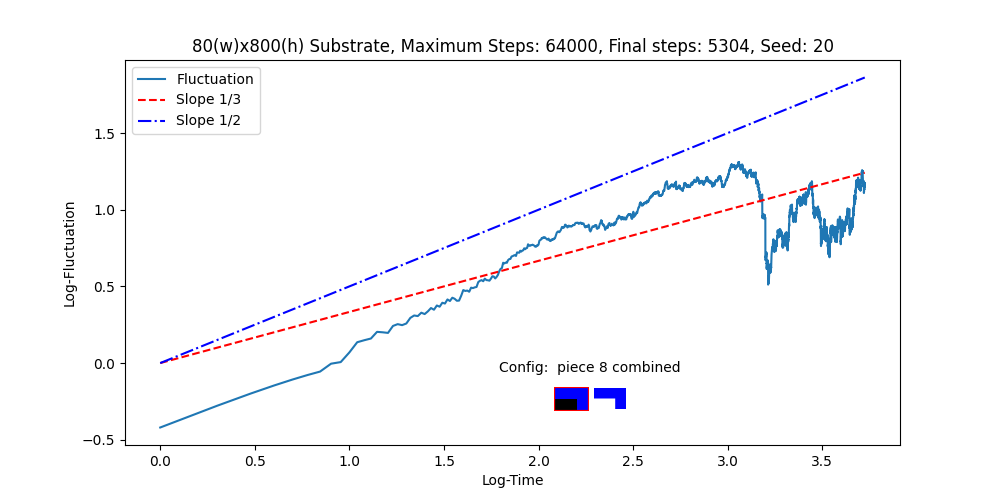 80(w)x800(h) Substrate, Maximum Steps: 64000, Final steps: 5304, Seed: 20
Fluctuation
Slope 1/3
Slope 1/2
1.5
1.0
0.5
0.0
−0.5
Log-Fluctuation
Config:  piece 8 combined
0.0 0.5 1.0 1.5 2.0 2.5 3.0 3.5
Log-Time